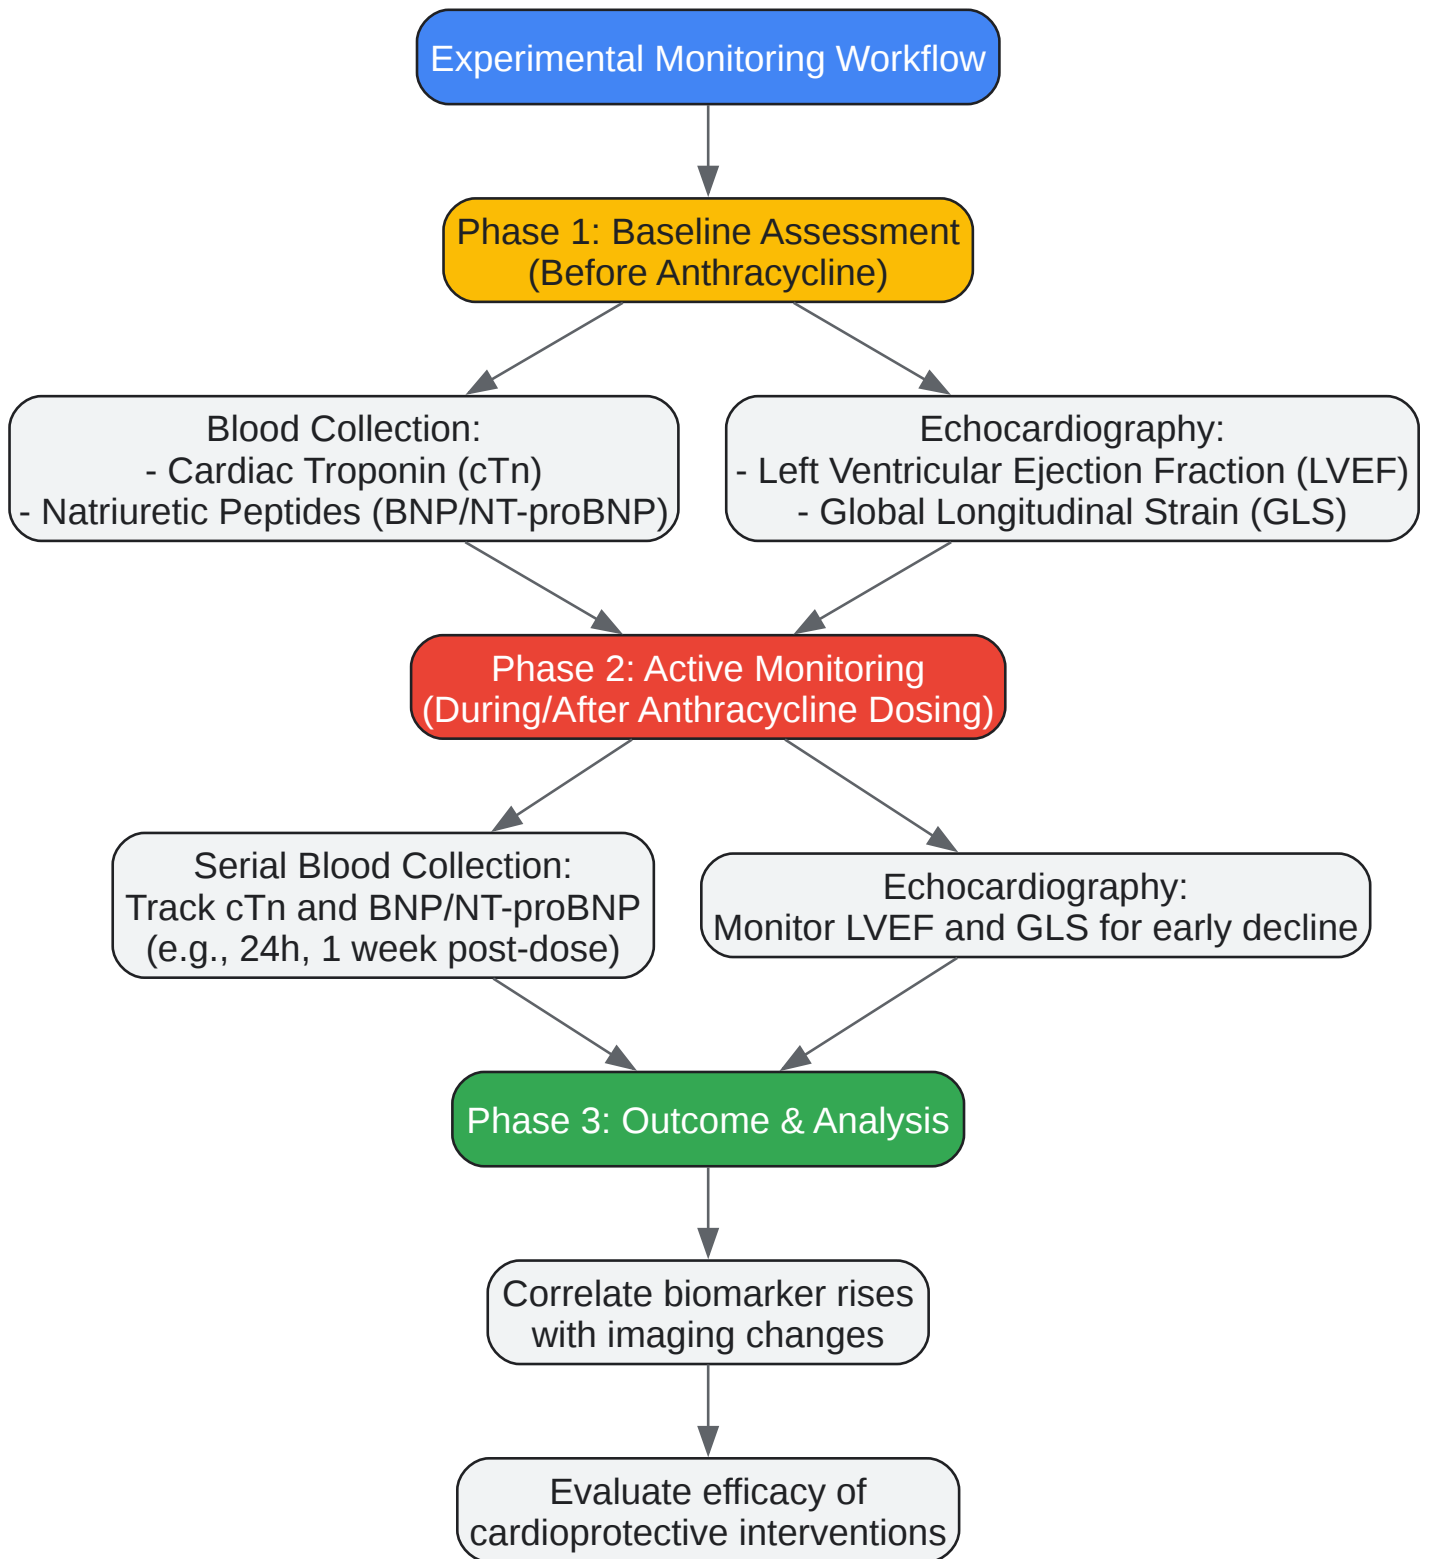 Experimental Monitoring Workflow
Phase 1: Baseline Assessment
(Before Anthracycline)
Blood Collection:
- Cardiac Troponin (cTn)
- Natriuretic Peptides (BNP/NT-proBNP)
Echocardiography:
- Left Ventricular Ejection Fraction (LVEF)
- Global Longitudinal Strain (GLS)
Phase 2: Active Monitoring
(During/After Anthracycline Dosing)
Serial Blood Collection:
Track cTn and BNP/NT-proBNP
(e.g., 24h, 1 week post-dose)
Echocardiography:
Monitor LVEF and GLS for early decline
Phase 3: Outcome & Analysis
Correlate biomarker rises
with imaging changes
Evaluate efficacy of
cardioprotective interventions